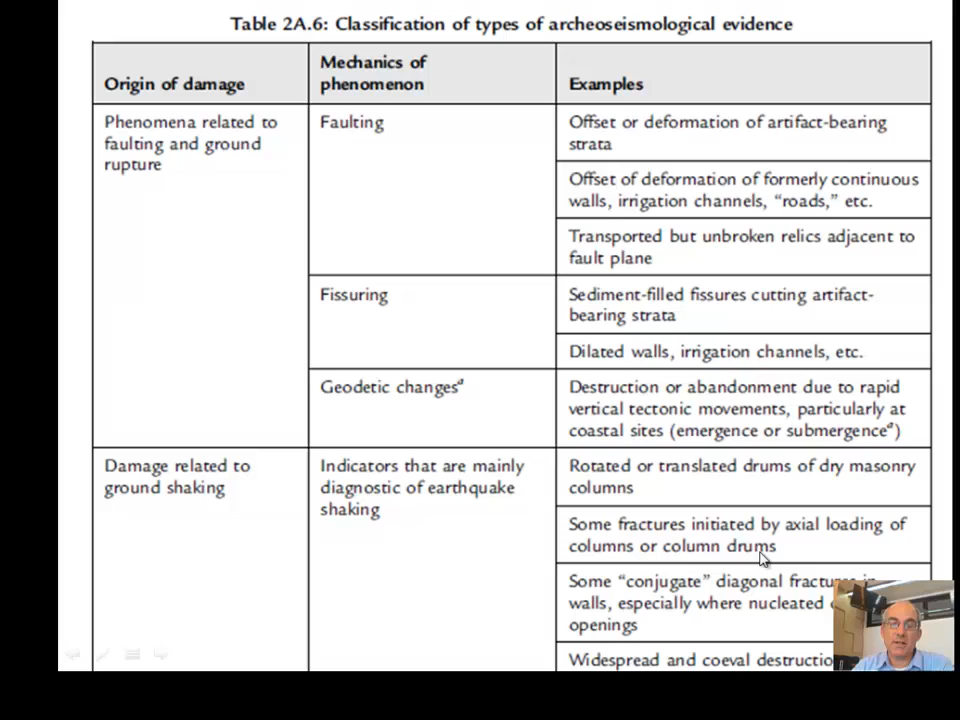 Table 2A.6: Classification of types of archeoseismological evidence
Origin of damage
Mechanics of
phenomenon
Examples
Phenomena related to
faulting and ground
rupture
Faulting
Offset or deformation of artifact-bearing
strata
Offset of deformation of formerly continuous
walls, irrigation channels, “roads,” etc.
Transported but unbroken relics adjacent to
fault plane
Fissuring
Sediment-filled fissures cutting artifact-
bearing strata
Dilated walls, irrigation channels, etc.
Geodetic changesᵃ
Destruction or abandonment due to rapid
vertical tectonic movements, particularly at
coastal sites (emergence or submergenceᵃ)
Damage related to
ground shaking
Indicators that are mainly
diagnostic of earthquake
shaking
Rotated or translated drums of dry masonry
columns
Some fractures initiated by axial loading of
columns or column drums
Some “conjugate” diagonal
walls, especially where nucleated
openings
Widespread and coeval